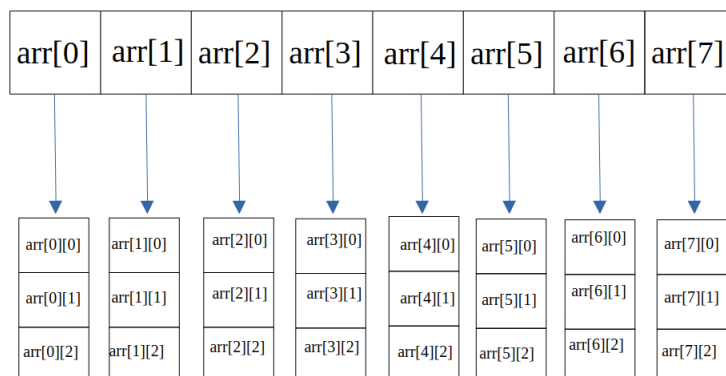 arr[0] arr[1] arr[2] arr[3] arr[4] arr[5] arr[6] arr[7]
arr[0][0] arr[1][0] arr[2][0] arr[3][0] arr[4][0] arr[5][0] arr[6][0] arr[7][0]
arr[0][1] arr[1][1] arr[2][1] arr[3][1] arr[4][1] arr[5][1] arr[6][1] arr[7][1]
arr[0][2] arr[1][2] arr[2][2] arr[3][2] arr[4][2] arr[5][2] arr[6][2] arr[7][2]